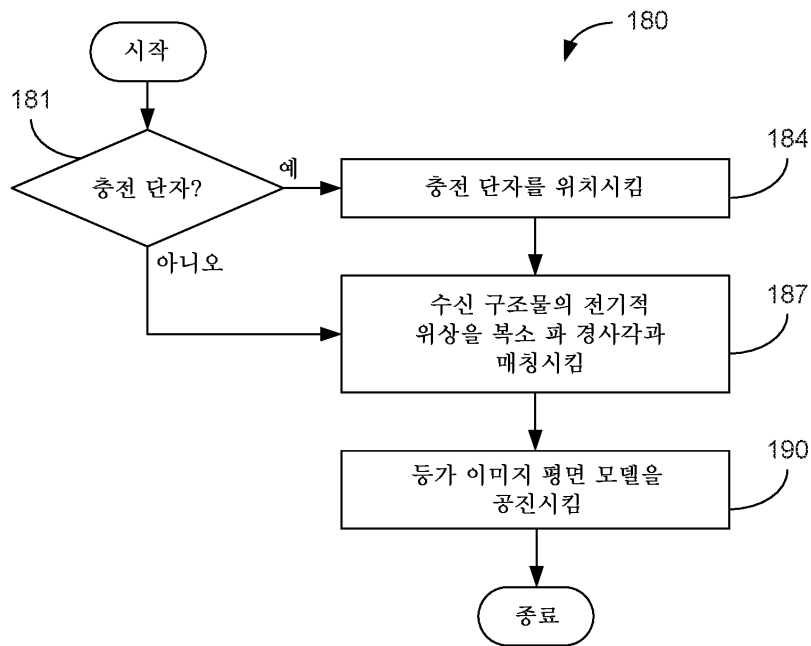 180
시작
181
충전 단자?
예
184
충전 단자를 위치시킴
아니오
187
수신 구조물의 전기적
위상을 복소 파 경사각과
매칭시킴
190
등가 이미지 평면 모델을
공진시킴
종료